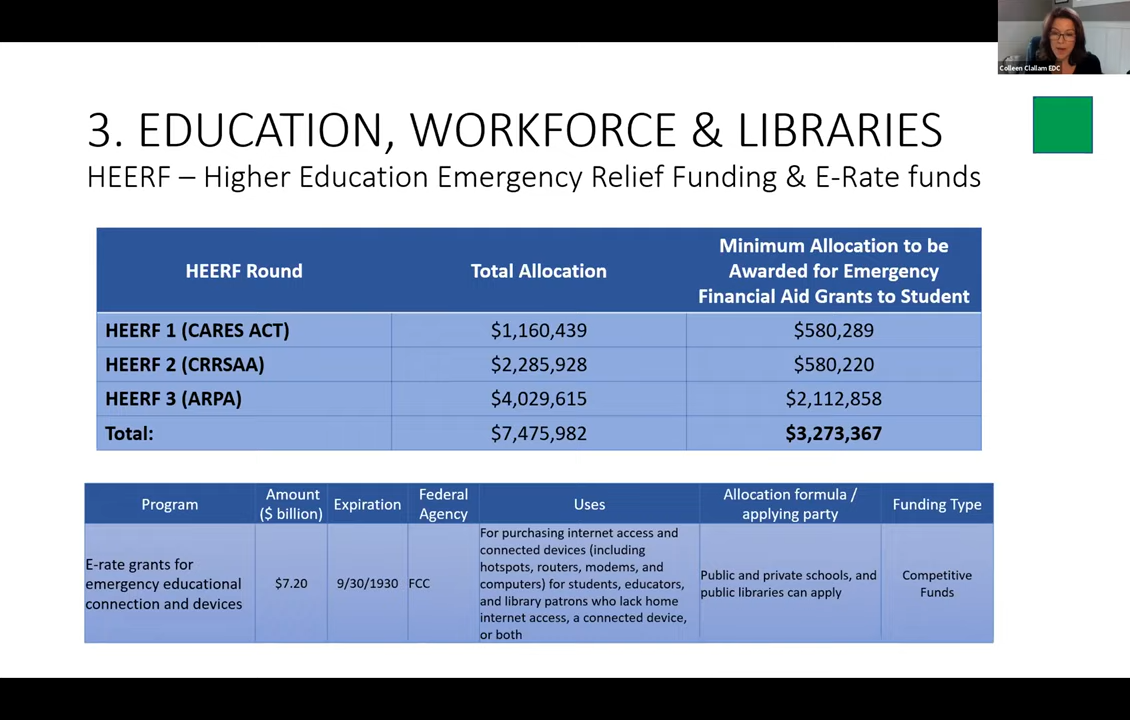 Colleen Clallam EDC
3. EDUCATION, WORKFORCE & LIBRARIES
HEERF – Higher Education Emergency Relief Funding & E-Rate funds
HEERF Round
Total Allocation
Minimum Allocation to be
Awarded for Emergency
Financial Aid Grants to Student
HEERF 1 (CARES ACT) $1,160,439 $580,289
HEERF 2 (CRRSAA) $2,285,928 $580,220
HEERF 3 (ARPA) $4,029,615 $2,112,858
Total: $7,475,982 $3,273,367
Program
Amount
($ billion)
Expiration
Federal
Agency
Uses
Allocation formula /
applying party
Funding Type
E-rate grants for
emergency educational
connection and devices
$7.20
9/30/1930
FCC
For purchasing internet access and
connected devices (including
hotspots, routers, modems, and
computers) for students, educators,
and library patrons who lack home
internet access, a connected device,
or both
Public and private schools, and
public libraries can apply
Competitive
Funds